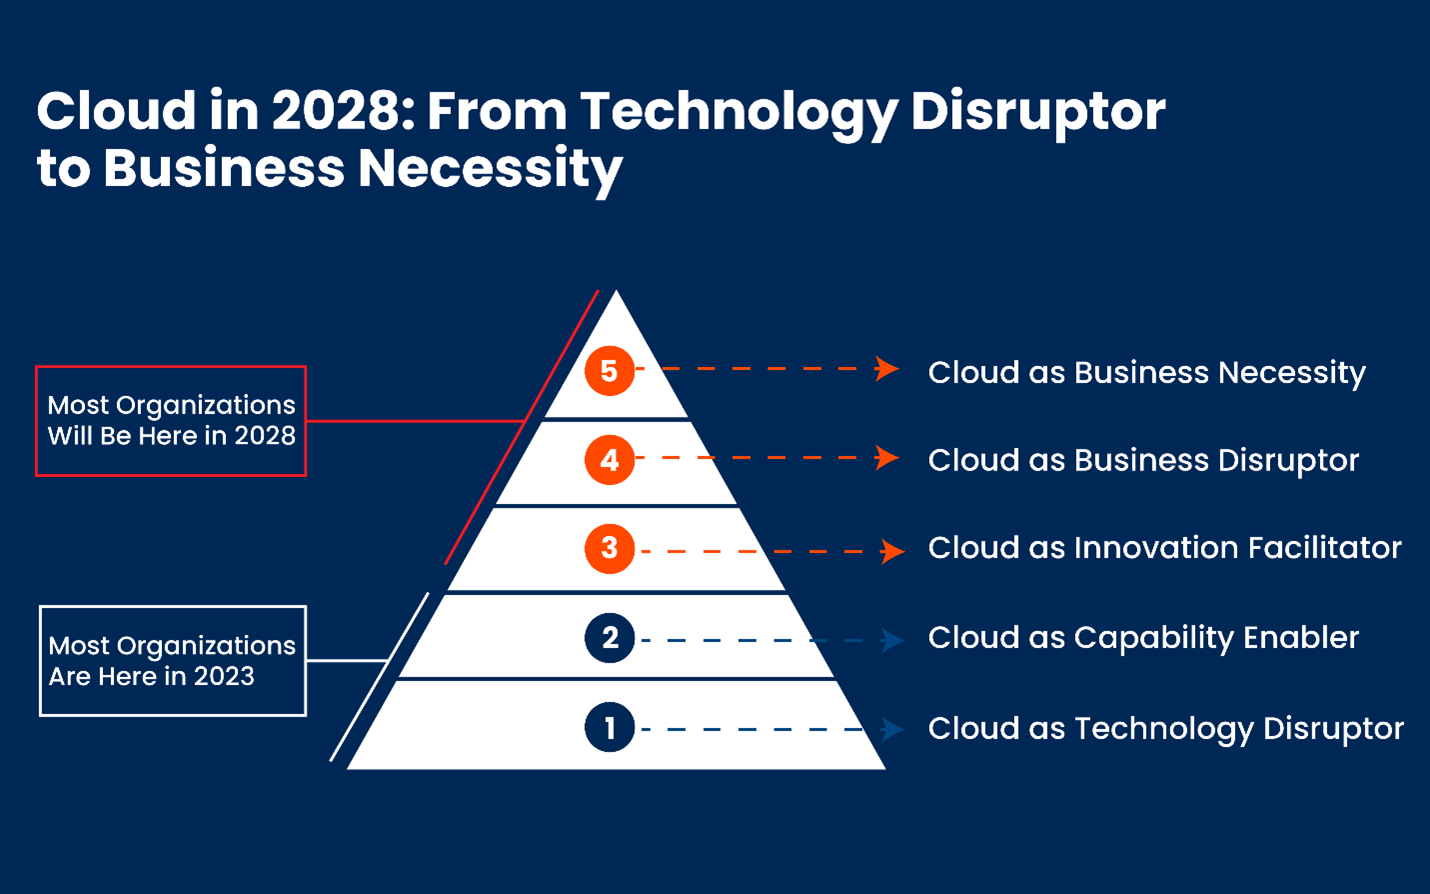 Cloud in 2028: From Technology Disruptor
to Business Necessity
5
Cloud as Business Necessity
Most Organizations
Will Be Here in 2028
4
Cloud as Business Disruptor
3
Cloud as Innovation Facilitator
2
Cloud as Capability Enabler
Most Organizations
Are Here in 2023
1
Cloud as Technology Disruptor